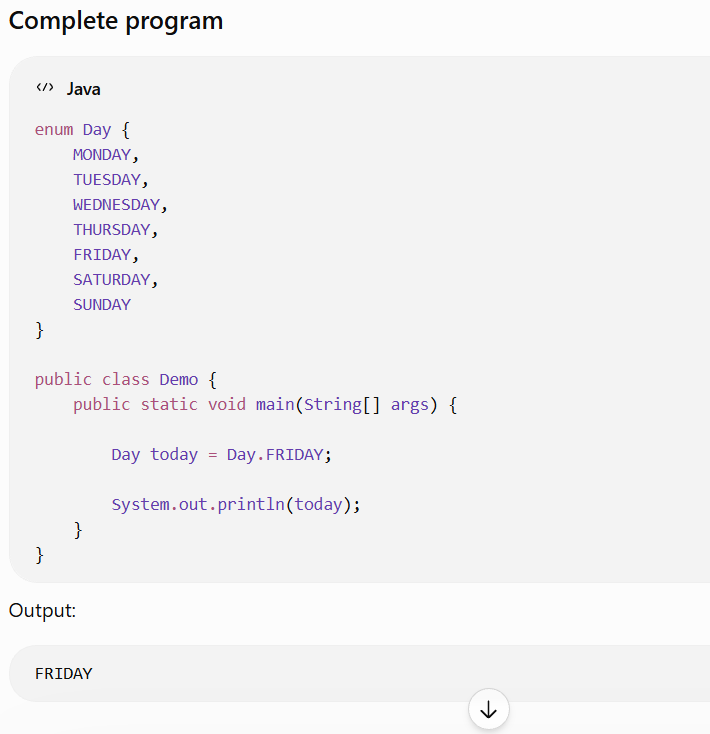 Complete program
</> Java
enum Day {
    MONDAY,
    TUESDAY,
    WEDNESDAY,
    THURSDAY,
    FRIDAY,
    SATURDAY,
    SUNDAY
}
public class Demo {
    public static void main(String[] args) {
        Day today = Day.FRIDAY;
        System.out.println(today);
    }
}
Output:
FRIDAY